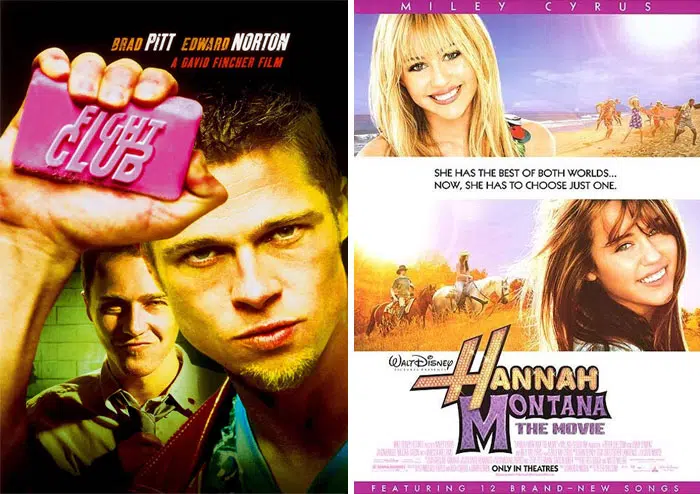 BRAD PITT EDWARD NORTON
A DAVID FINCHER FILM
FIGHT
CLUB
MILEY CYRUS
SHE HAS THE BEST OF BOTH WORLDS...
NOW, SHE HAS TO CHOOSE JUST ONE.
WALT DISNEY
PICTURES PRESENTS
HANNAH
MONTANA
THE MOVIE
ONLY IN THEATRES
FEATURING 12 BRAND-NEW SONGS